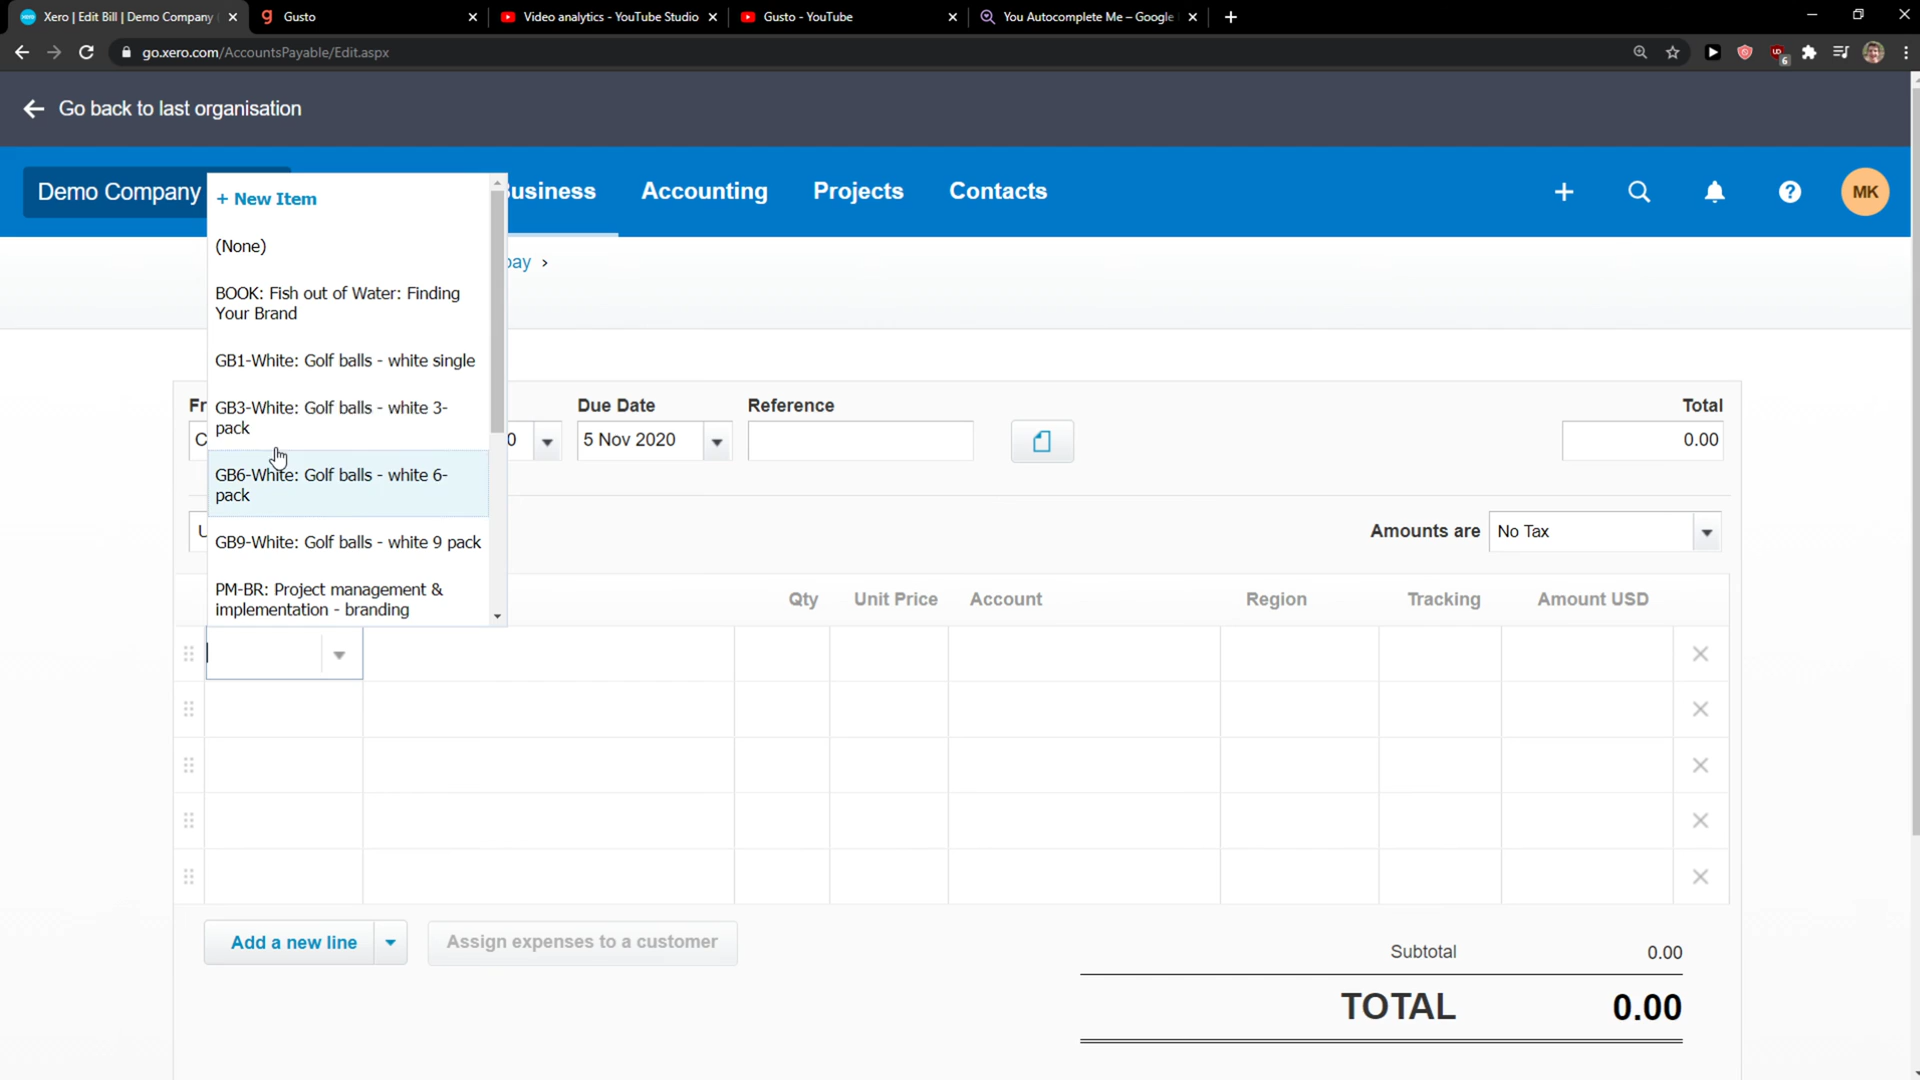 Xero | Edit Bill | Demo Company
Gusto
Video analytics - YouTube Studio
Gusto - YouTube
You Autocomplete Me – Google
go.xero.com/AccountsPayable/Edit.aspx
6
Go back to last organisation
Demo Company
Business
Accounting
Projects
Contacts
MK
+ New Item
(None)
pay ›
BOOK: Fish out of Water: Finding
Your Brand
GB1-White: Golf balls - white single
GB3-White: Golf balls - white 3-
pack
GB6-White: Golf balls - white 6-
pack
GB9-White: Golf balls - white 9 pack
PM-BR: Project management &
implementation - branding
Fr
Due Date
Reference
Total
C
0
5 Nov 2020
0.00
U
Amounts are
No Tax
Qty
Unit Price
Account
Region
Tracking
Amount USD
Add a new line
Assign expenses to a customer
Subtotal
0.00
TOTAL
0.00